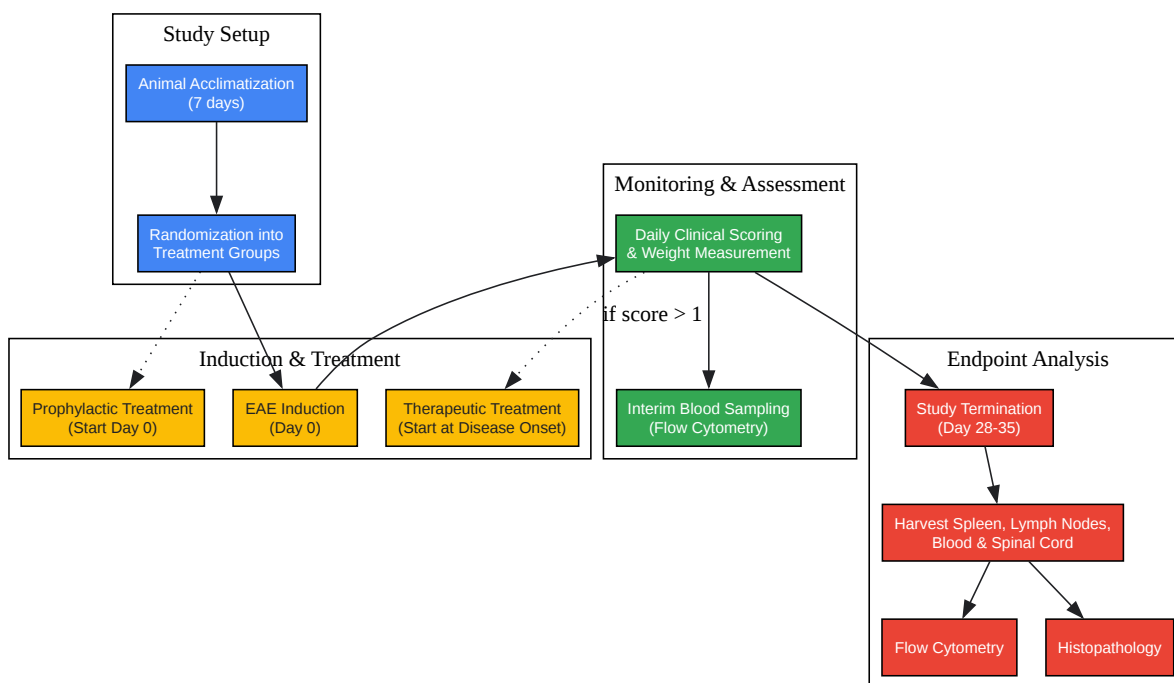 Study Setup
Animal Acclimatization
(7 days)
Randomization into
Treatment Groups
Induction & Treatment
Prophylactic Treatment
(Start Day 0)
EAE Induction
(Day 0)
Therapeutic Treatment
(Start at Disease Onset)
Monitoring & Assessment
Daily Clinical Scoring
& Weight Measurement
if score > 1
Interim Blood Sampling
(Flow Cytometry)
Endpoint Analysis
Study Termination
(Day 28-35)
Harvest Spleen, Lymph Nodes,
Blood & Spinal Cord
Flow Cytometry
Histopathology